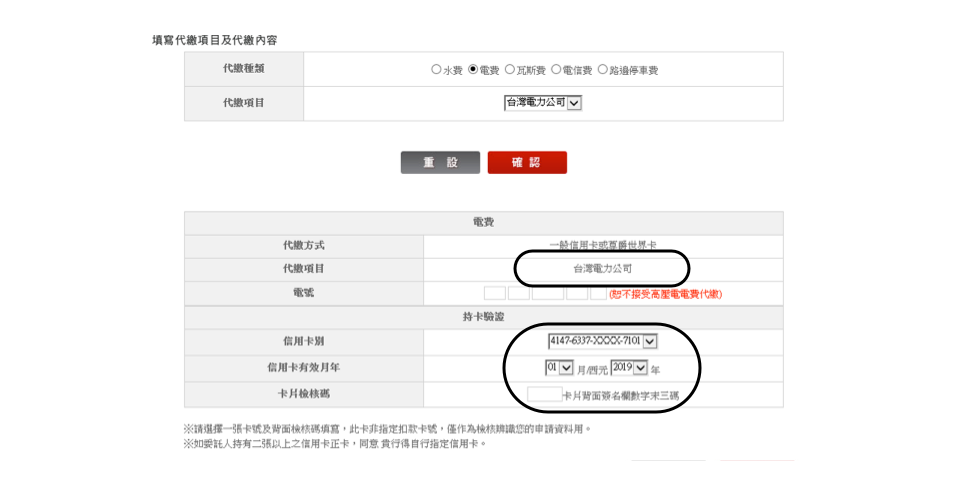 填寫代繳項目及代繳內容
代繳種類 水費 電費 瓦斯費 電信費 路邊停車費
代繳項目 台灣電力公司
重 設 確 認
電費
代繳方式 一般信用卡或尊爵世界卡
代繳項目 台灣電力公司
電號 (恕不接受高壓電電費代繳)
持卡驗證
信用卡別 4147-6337-XXXX-7101
信用卡有效月年 01 月/西元 2019 年
卡片檢核碼 卡片背面簽名欄數字末三碼
※請選擇一張卡號及背面檢核碼填寫，此卡非指定扣款卡號，僅作為檢核辨識您的申請資料用。
※如委託人持有二張以上之信用卡正卡，同意 貴行得自行指定信用卡。